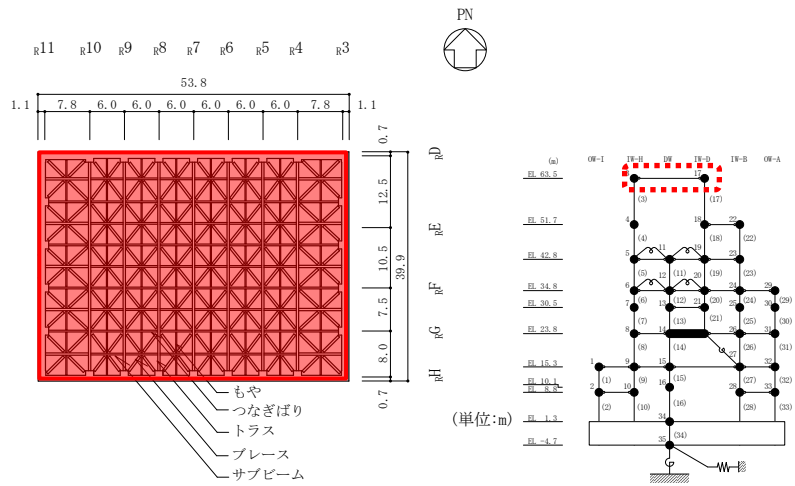 PN
R11 R10 R9 R8 R7 R6 R5 R4 R3
53.8
1.1 7.8 6.0 6.0 6.0 6.0 6.0 6.0 7.8 1.1
0.7 12.5 10.5 7.5 8.0 0.7
39.9
RD
RE
RF
RG
RH
もや
つなぎばり
トラス
ブレース
サブビーム
(単位:m)
(m) OW-I IW-H DW IW-D IW-B OW-A
EL 63.5 17
(3) (17)
EL 51.7 4 18 22
(4) (18) (22)
EL 42.8 5 11 19 23
(5) (11) (19) (23)
EL 34.8 6 12 20 24 29
(6) (12) (20) (24) (29)
EL 30.5 7 13 21 25 30
(7) (13) (21) (25) (30)
EL 23.8 8 14 26 31
(8) (14) (26) (31)
EL 15.3 1 9 15 27 32
(1) (9) (15) (27) (32)
EL 10.1 16
EL 8.8 2 10 28 33
(2) (10) (16) (28) (33)
EL 1.3 34
(34)
EL -4.7 35